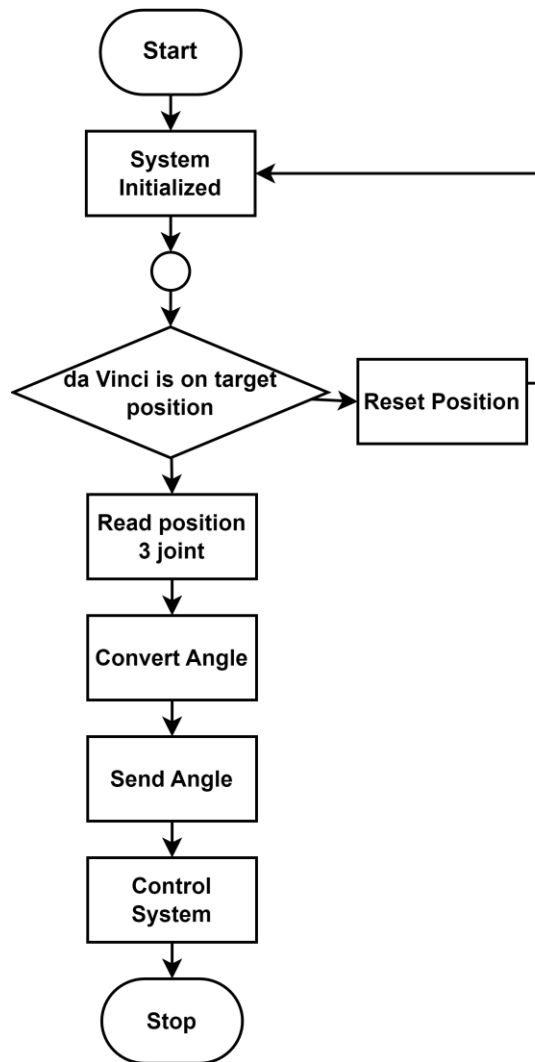 Start
System
Initialized
da Vinci is on target
position
Reset Position
Read position
3 joint
Convert Angle
Send Angle
Control
System
Stop